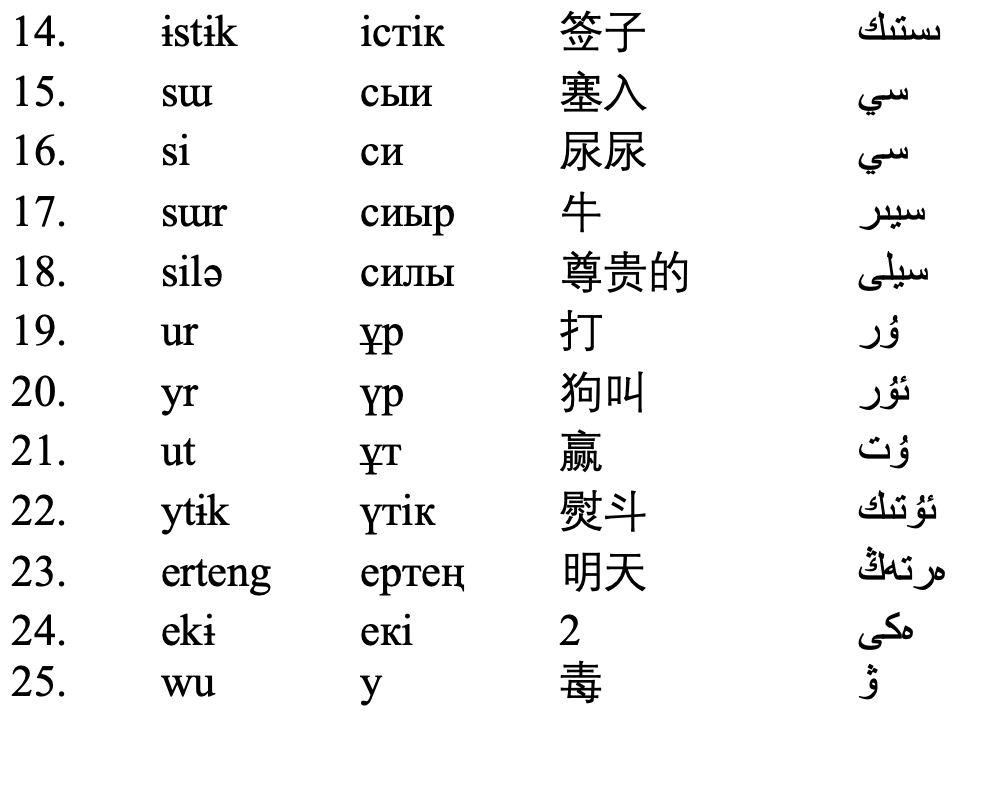 14. ɨstɨk істік 签子 ىستىك
15. sɯ сыи 塞入 سي
16. si си 尿尿 سي
17. sɯr сиыр 牛 سيىر
18. silə силы 尊贵的 سيلى
19. ur ұр 打 ۇر
20. yr үр 狗叫 ئۇر
21. ut ұт 赢 ۇت
22. ytɨk үтік 熨斗 ئۇتىك
23. erteng ертең 明天 ەرتەڭ
24. ekɨ екі 2 ەكى
25. wu у 毒 ۋ